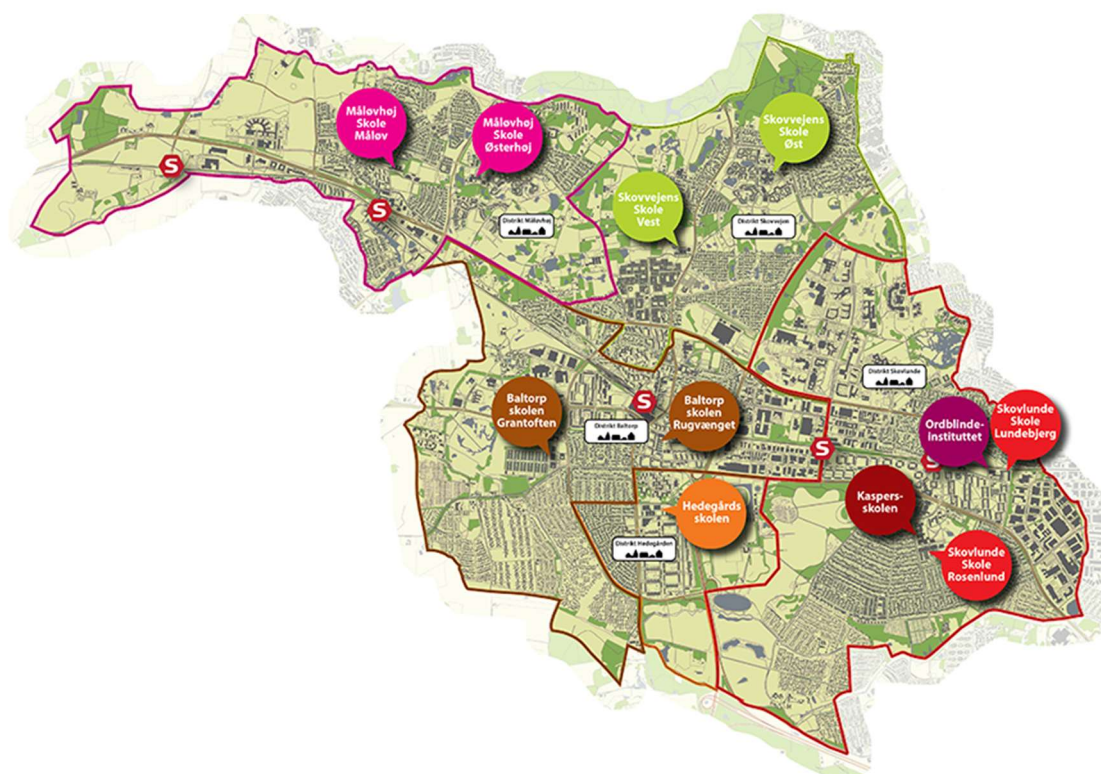 Måløvhøj
Skole
Måløv
Måløvhøj
Skole
Østerhøj
Skovvejens
Skole
Øst
Skovvejens
Skole
Vest
S
S
Distrikt Måløvhøj
Distrikt Skovvejen
Distrikt Skovlunde
Baltorp
skolen
Grantoften
S
Distrikt Baltorp
Baltorp
skolen
Rugvænget
S
S
Ordblinde-
Instituttet
Skovlunde
Skole
Lundebjerg
Hedegårds
skolen
Kaspers-
skolen
Distrikt Hedegården
Skovlunde
Skole
Rosenlund